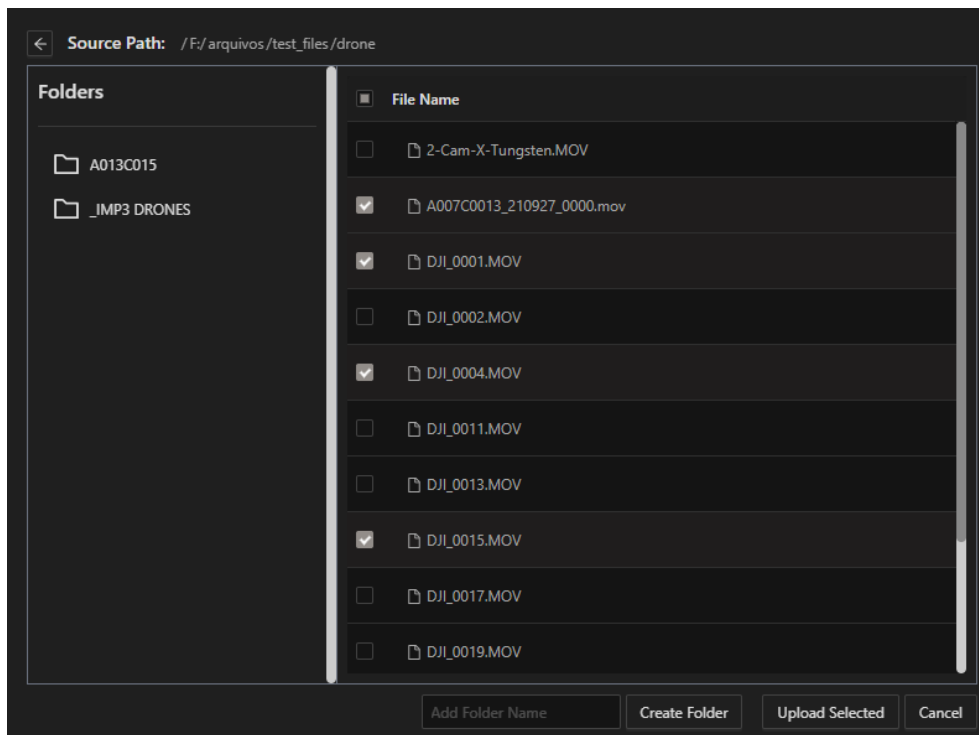 Source Path: /F:/arquivos/test_files/drone
Folders
A013C015
_IMP3 DRONES
File Name
2-Cam-X-Tungsten.MOV
A007C0013_210927_0000.mov
DJI_0001.MOV
DJI_0002.MOV
DJI_0004.MOV
DJI_0011.MOV
DJI_0013.MOV
DJI_0015.MOV
DJI_0017.MOV
DJI_0019.MOV
Add Folder Name Create Folder Upload Selected Cancel